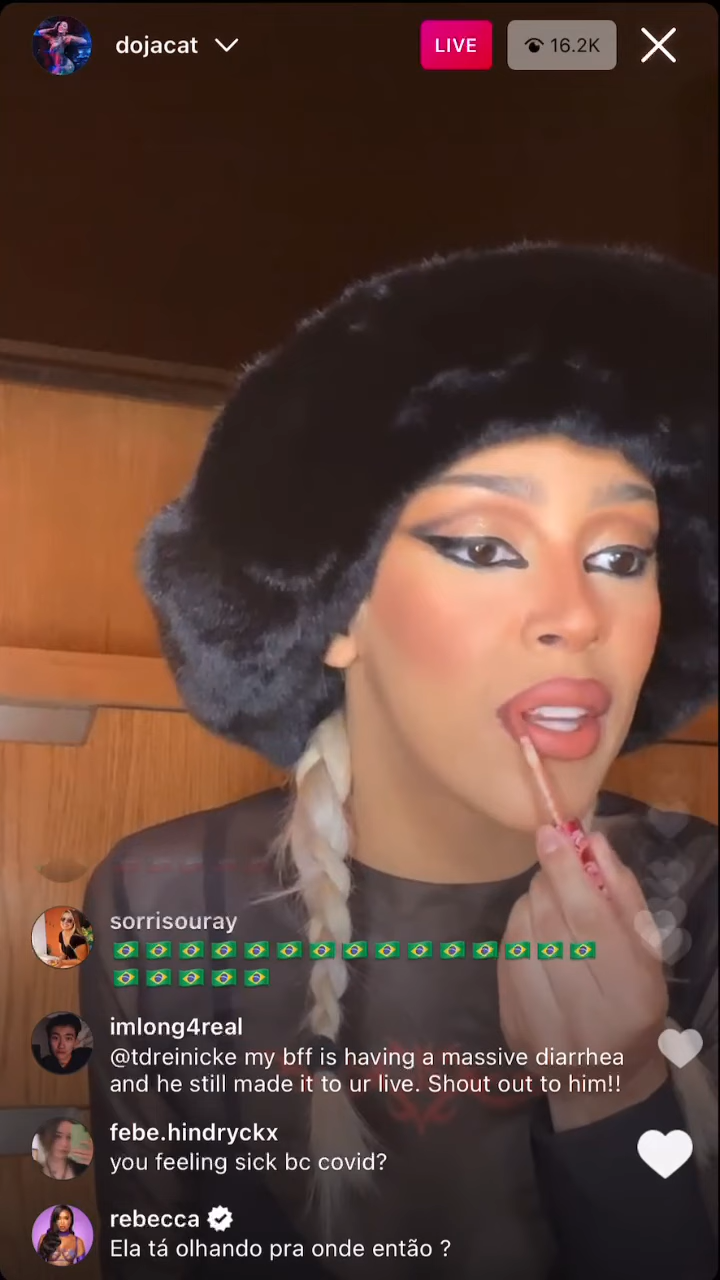 dojacat
LIVE
16.2K
sorrisouray
🇧🇷🇧🇷🇧🇷🇧🇷🇧🇷🇧🇷🇧🇷🇧🇷🇧🇷🇧🇷🇧🇷🇧🇷🇧🇷🇧🇷🇧🇷
🇧🇷🇧🇷🇧🇷🇧🇷🇧🇷
imlong4real
@tdreinicke my bff is having a massive diarrhea
and he still made it to ur live. Shout out to him!!
febe.hindryckx
you feeling sick bc covid?
rebecca
Ela tá olhando pra onde então ?